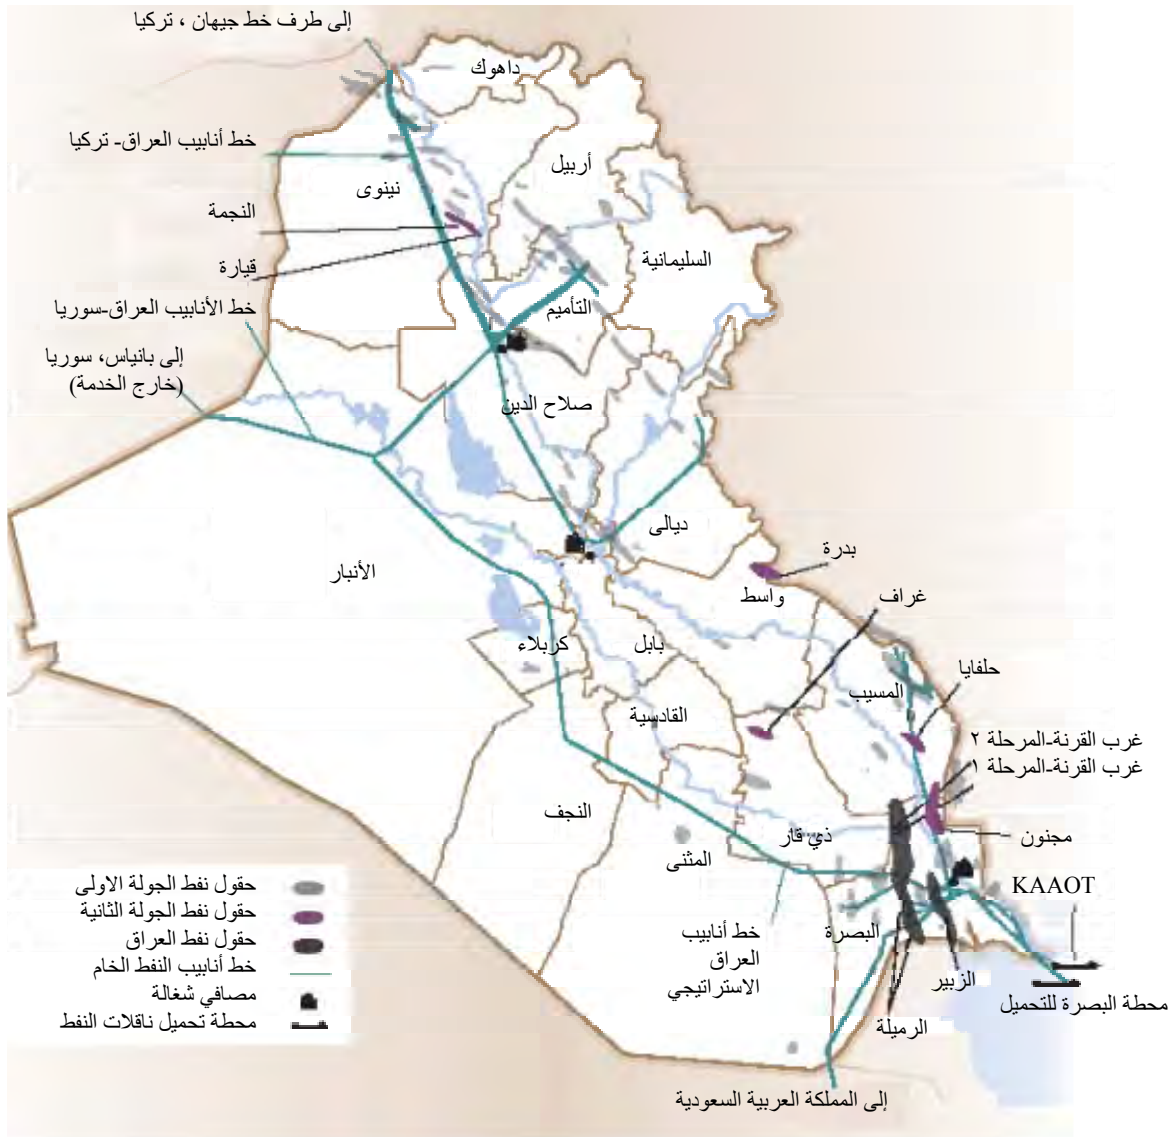 إلى طرف خط جيهان ، تركيا
داهوك
خط أنابيب العراق- تركيا
أربيل
نينوى
النجمة
السليمانية
قيارة
خط الأنابيب العراق-سوريا
التأميم
إلى بانياس، سوريا
(خارج الخدمة)
صلاح الدين
ديالى
بدرة
الأنبار
واسط
غراف
كربلاء
بابل
حلفايا
المسيب
القادسية
غرب القرنة-المرحلة ٢
غرب القرنة-المرحلة ١
النجف
ذي قار
مجنون
المثنى
KAAOT
حقول نفط الجولة الاولى
حقول نفط الجولة الثانية
حقول نفط العراق
خط أنابيب النفط الخام
مصافي شغالة
محطة تحميل ناقلات النفط
خط أنابيب
العراق
الاستراتيجي
البصرة
الزبير
محطة البصرة للتحميل
الرميلة
إلى المملكة العربية السعودية